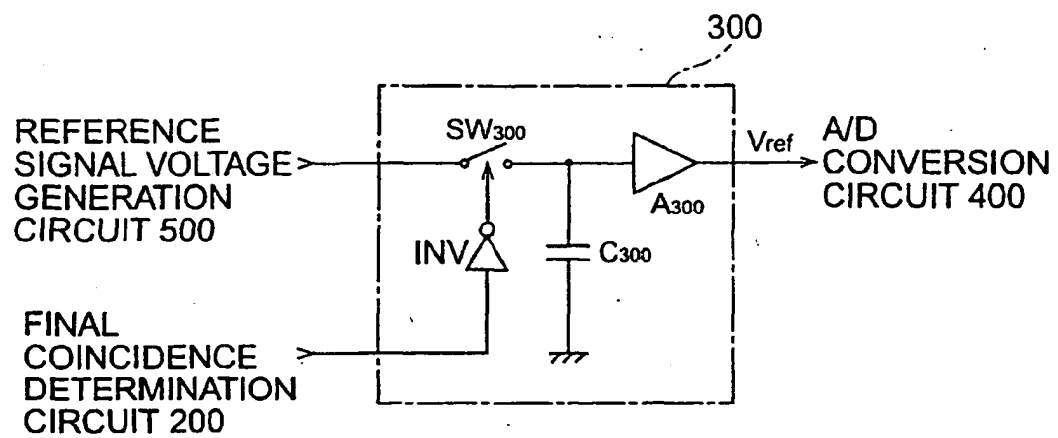 300
REFERENCE
SIGNAL VOLTAGE
GENERATION
CIRCUIT 500
SW300
Vref
A/D
CONVERSION
CIRCUIT 400
A300
INV
C300
FINAL
COINCIDENCE
DETERMINATION
CIRCUIT 200